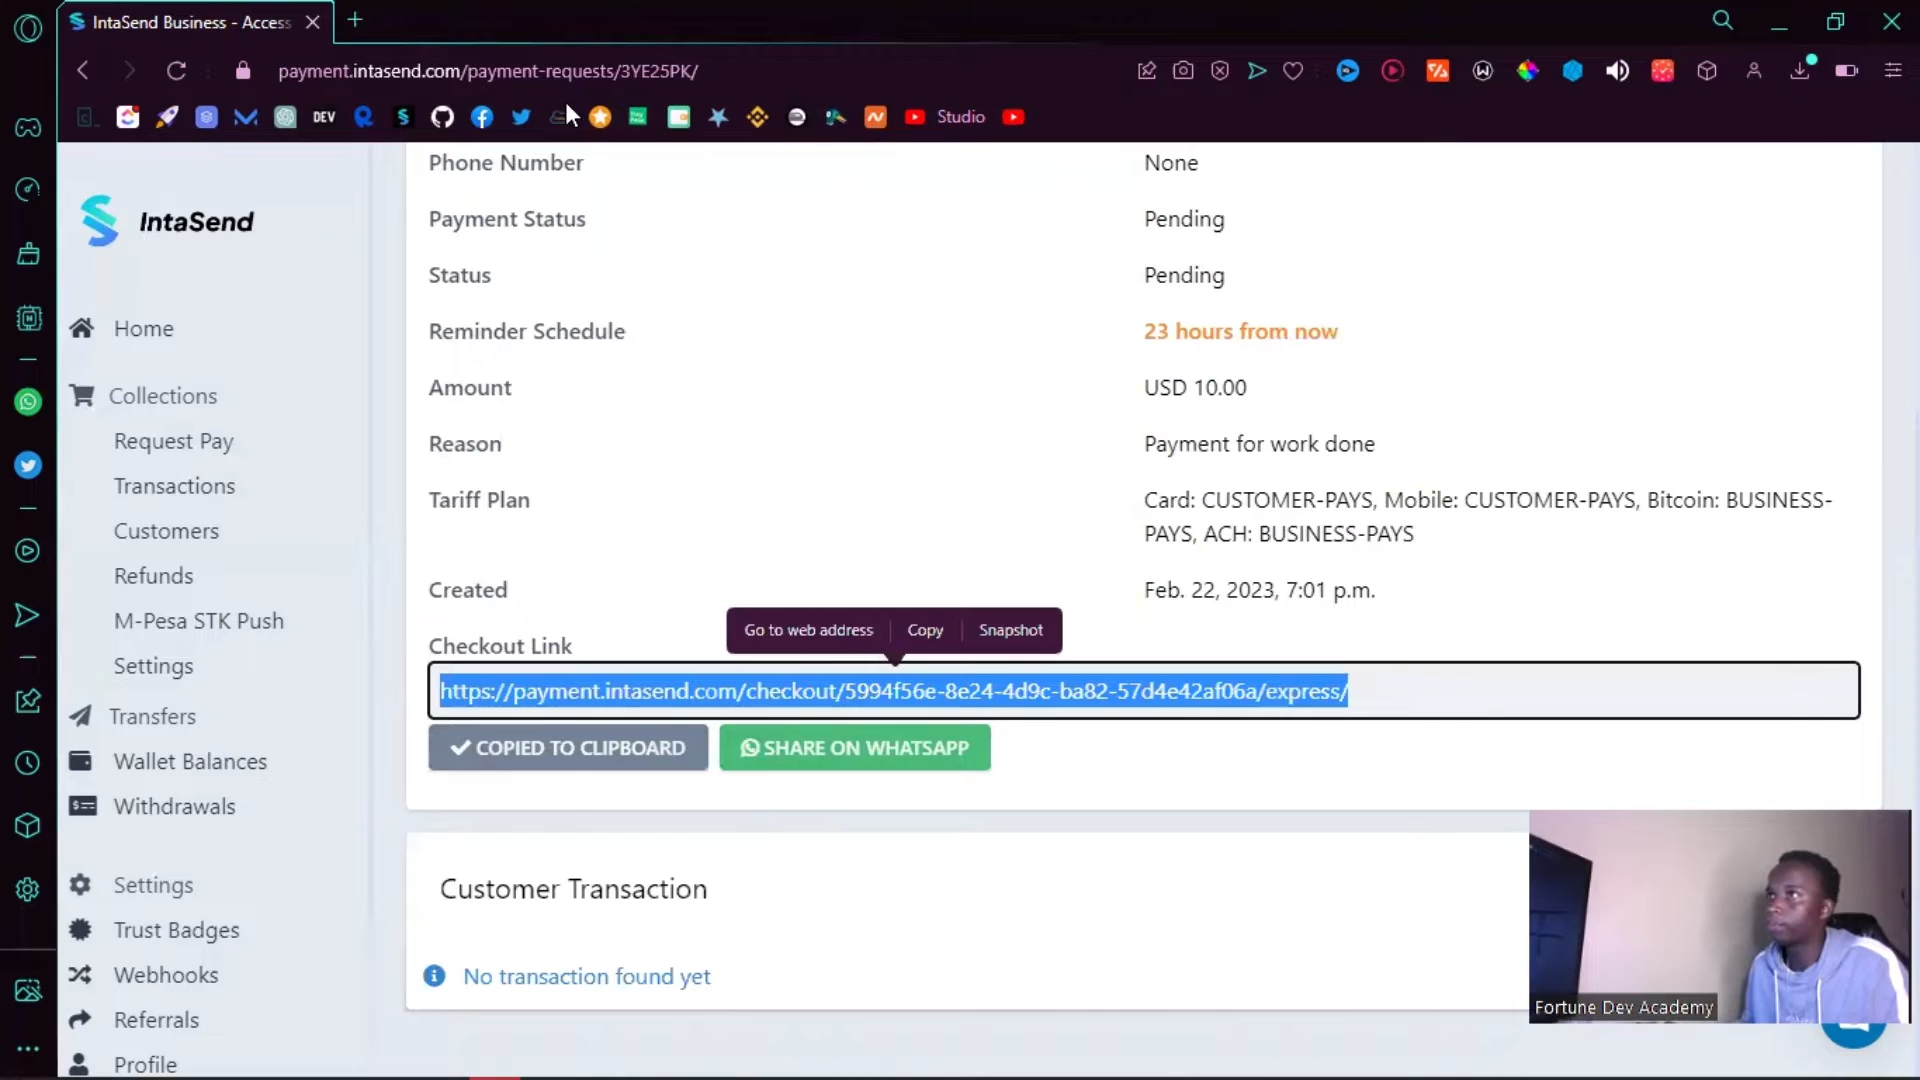 IntaSend Business - Access
payment.intasend.com/payment-requests/3YE25PK/
DEV
Studio
IntaSend
Home
Collections
Request Pay
Transactions
Customers
Refunds
M-Pesa STK Push
Settings
Transfers
Wallet Balances
Withdrawals
Settings
Trust Badges
Webhooks
Referrals
Profile
Phone Number None
Payment Status Pending
Status Pending
Reminder Schedule 23 hours from now
Amount USD 10.00
Reason Payment for work done
Tariff Plan Card: CUSTOMER-PAYS, Mobile: CUSTOMER-PAYS, Bitcoin: BUSINESS-
PAYS, ACH: BUSINESS-PAYS
Created Feb. 22, 2023, 7:01 p.m.
Go to web address Copy Snapshot
Checkout Link
https://payment.intasend.com/checkout/5994f56e-8e24-4d9c-ba82-57d4e42af06a/express/
COPIED TO CLIPBOARD SHARE ON WHATSAPP
Customer Transaction
No transaction found yet
Fortune Dev Academy